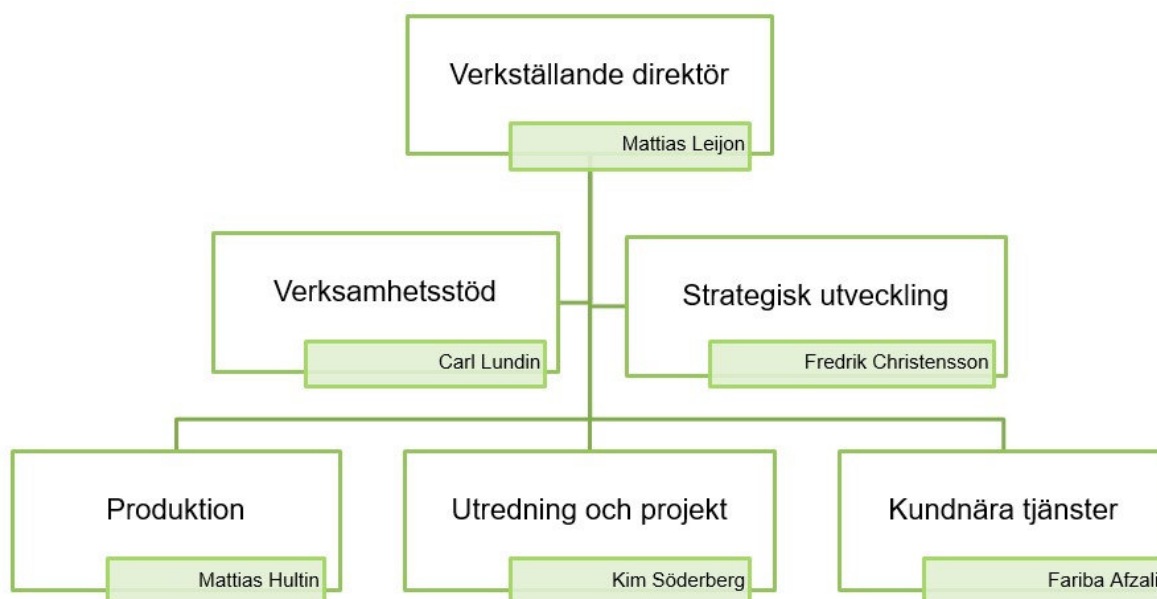 Verkställande direktör
Mattias Leijon
Verksamhetsstöd
Carl Lundin
Strategisk utveckling
Fredrik Christensson
Produktion
Mattias Hultin
Utredning och projekt
Kim Söderberg
Kundnära tjänster
Fariba Afzali